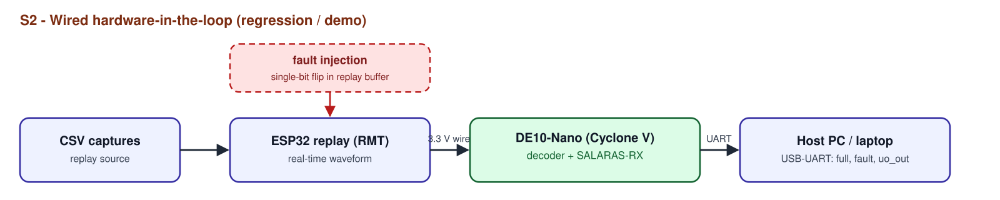 S2 - Wired hardware-in-the-loop (regression / demo)
fault injection
single-bit flip in replay buffer
CSV captures
replay source
ESP32 replay (RMT)
real-time waveform
3.3 V wire
DE10-Nano (Cyclone V)
decoder + SALARAS-RX
UART
Host PC / laptop
USB-UART: full, fault, uo_out